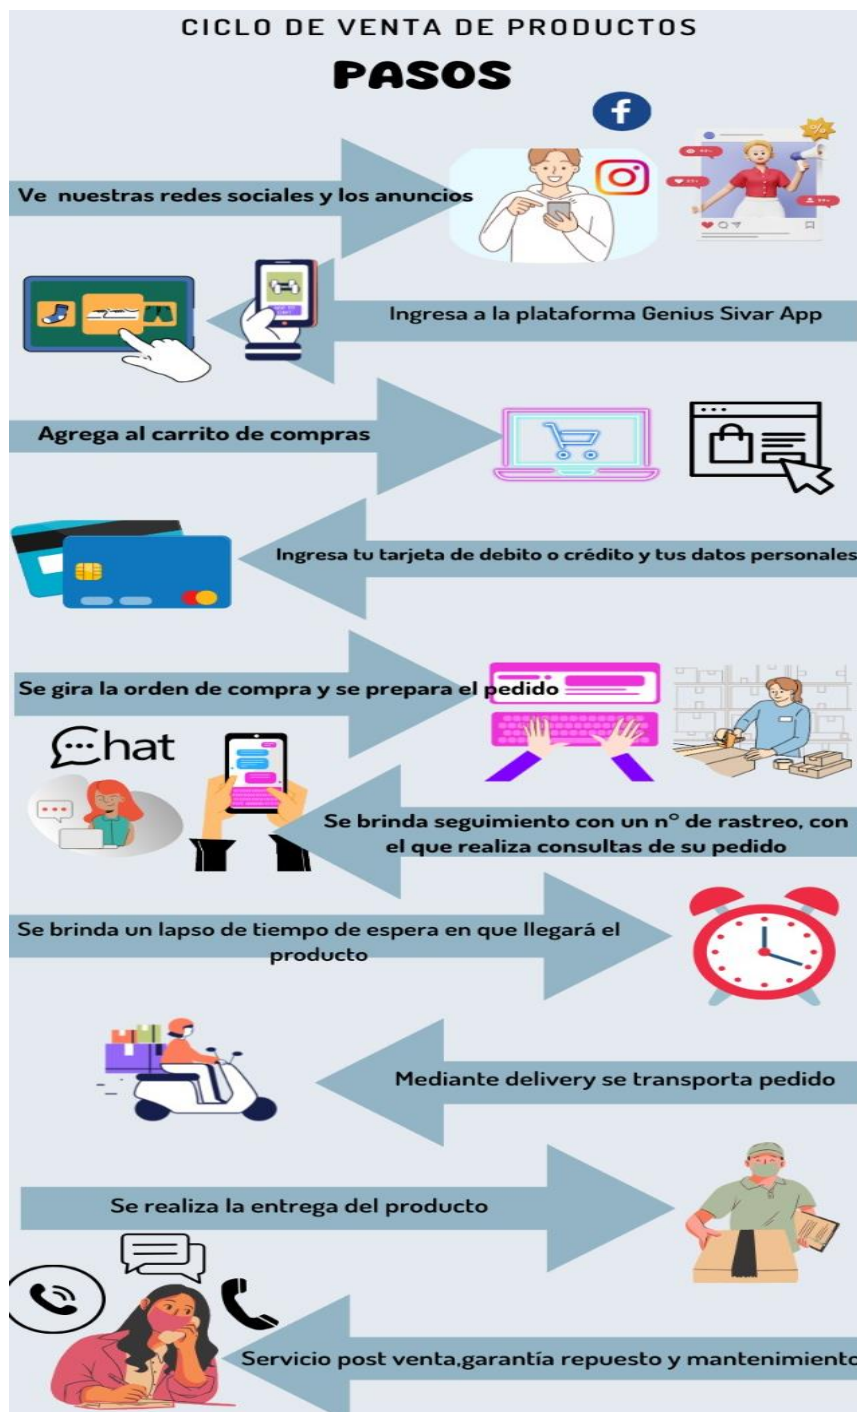 CICLO DE VENTA DE PRODUCTOS
PASOS
Ve nuestras redes sociales y los anuncios
Ingresa a la plataforma Genius Sivar App
Agrega al carrito de compras
Ingresa tu tarjeta de debito o crédito y tus datos personales
Se gira la orden de compra y se prepara el pedido
Chat
Se brinda seguimiento con un n° de rastreo, con
el que realiza consultas de su pedido
Se brinda un lapso de tiempo de espera en que llegará el
producto
Mediante delivery se transporta pedido
Se realiza la entrega del producto
Servicio post venta,garantía repuesto y mantenimiento